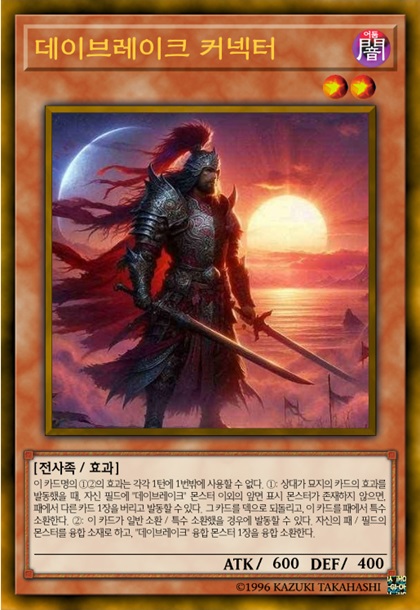 데이브레이크 커넥터
어둠
闇
[전사족 / 효과]
이 카드명의 ①②의 효과는 각각 1턴에 1번밖에 사용할 수 없다. ①: 상대가 묘지의 카드의 효과를
발동했을 때, 자신 필드에 "데이브레이크" 몬스터 이외의 앞면 표시 몬스터가 존재하지 않으면,
패에서 다른 카드 1장을 버리고 발동할 수 있다. 그 카드를 덱으로 되돌리고, 이 카드를 패에서 특수
소환한다. ②: 이 카드가 일반 소환 / 특수 소환했을 경우에 발동할 수 있다. 자신의 패 / 필드의
몬스터를 융합 소재로 하고, "데이브레이크" 융합 몬스터 1장을 융합 소환한다.
ATK/ 600 DEF/ 400
©1996 KAZUKI TAKAHASHI